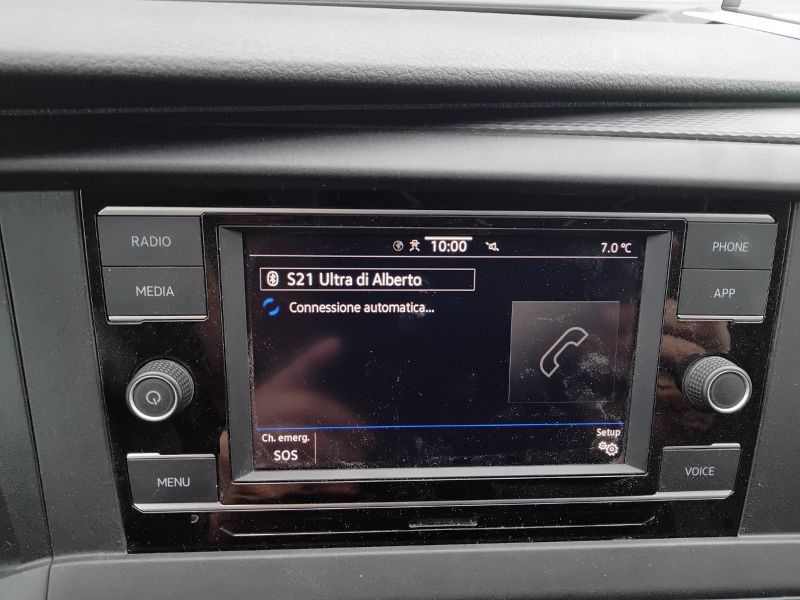 RADIO
MEDIA
MENU
10:00
7.0 °C
S21 Ultra di Alberto
Connessione automatica...
Ch. emerg.
SOS
Setup
PHONE
APP
VOICE